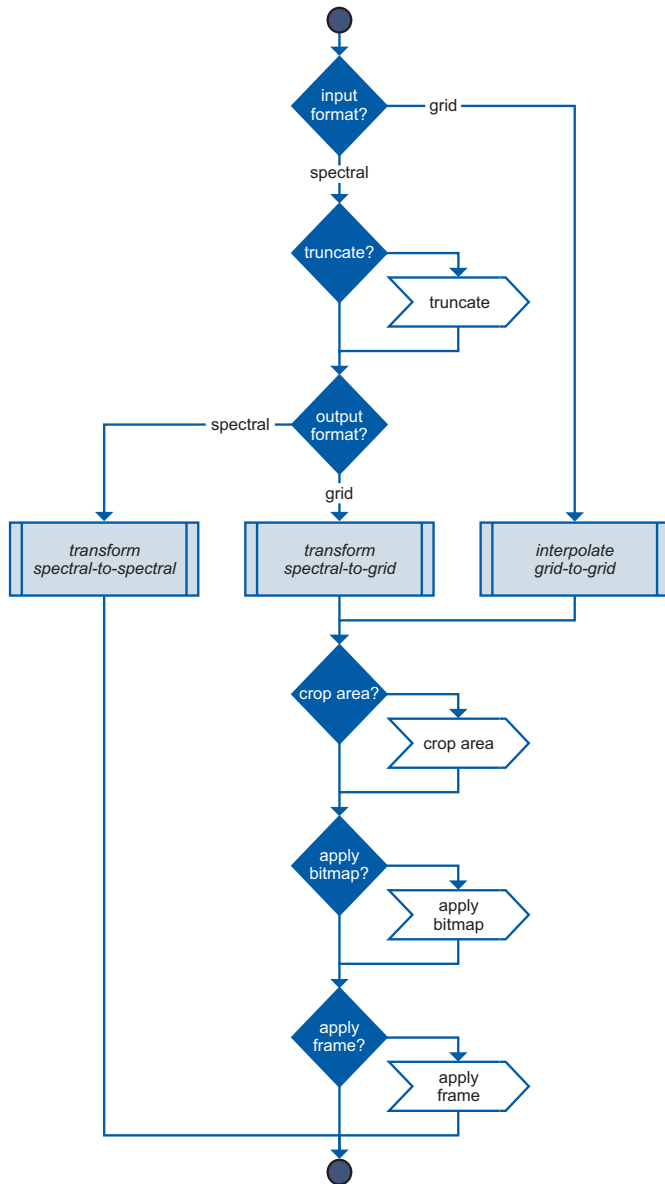 input
format?
grid
spectral
truncate?
truncate
output
format?
spectral
grid
transform
spectral-to-spectral
transform
spectral-to-grid
interpolate
grid-to-grid
crop area?
crop area
apply
bitmap?
apply
bitmap
apply
frame?
apply
frame